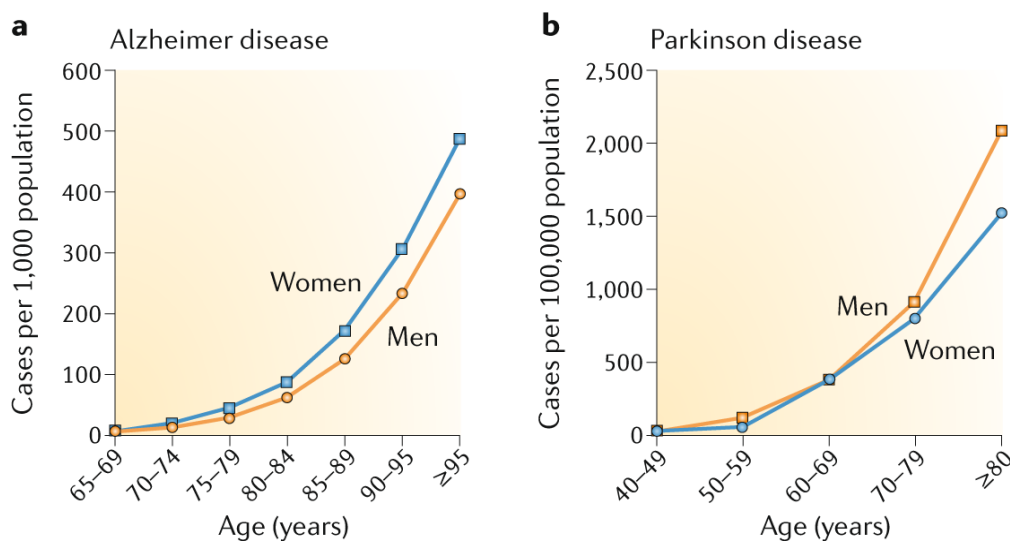 a
Alzheimer disease
600
500
400
300
200
100
0
Cases per 1,000 population
Women
Men
65–69
70–74
75–79
80–84
85–89
90–95
≥95
Age (years)
b
Parkinson disease
2,500
2,000
1,500
1,000
500
0
Cases per 100,000 population
Men
Women
40–49
50–59
60–69
70–79
≥80
Age (years)